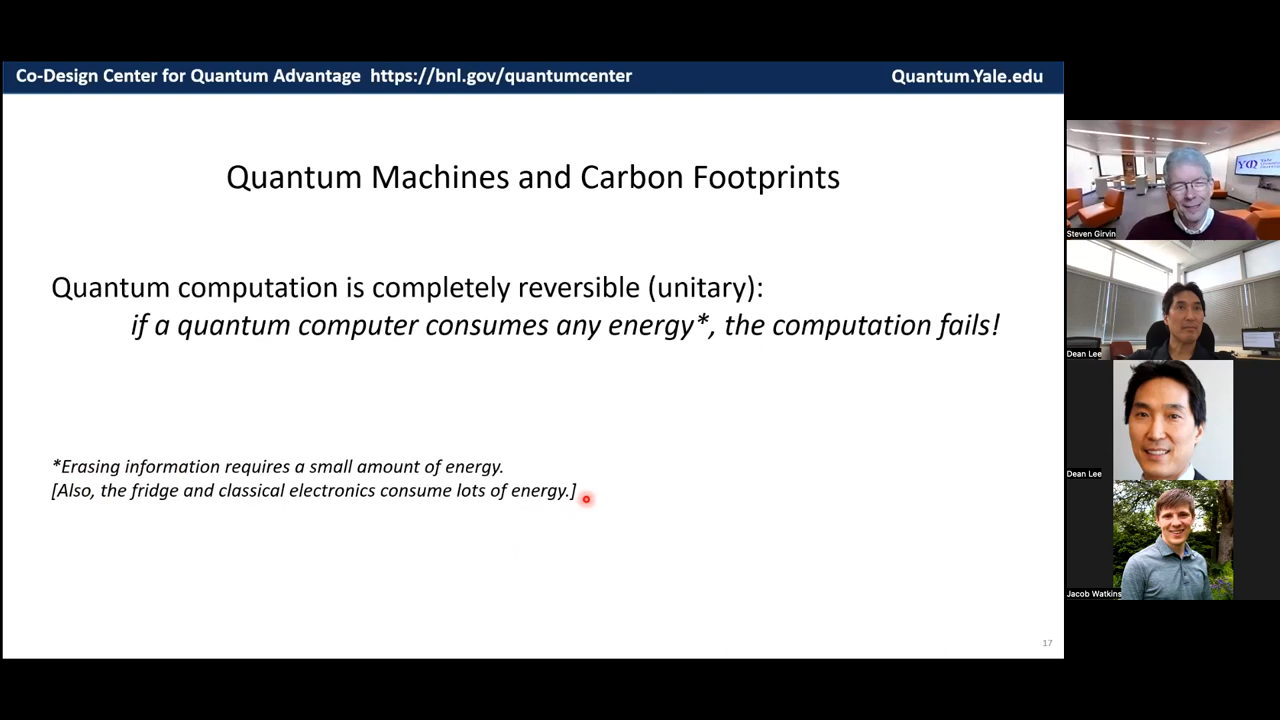 Co-Design Center for Quantum Advantage https://bnl.gov/quantumcenter
Quantum.Yale.edu
Quantum Machines and Carbon Footprints
Quantum computation is completely reversible (unitary):
if a quantum computer consumes any energy*, the computation fails!
*Erasing information requires a small amount of energy.
[Also, the fridge and classical electronics consume lots of energy.]
17
Steven Girvin
Dean Lee
Dean Lee
Jacob Watkins